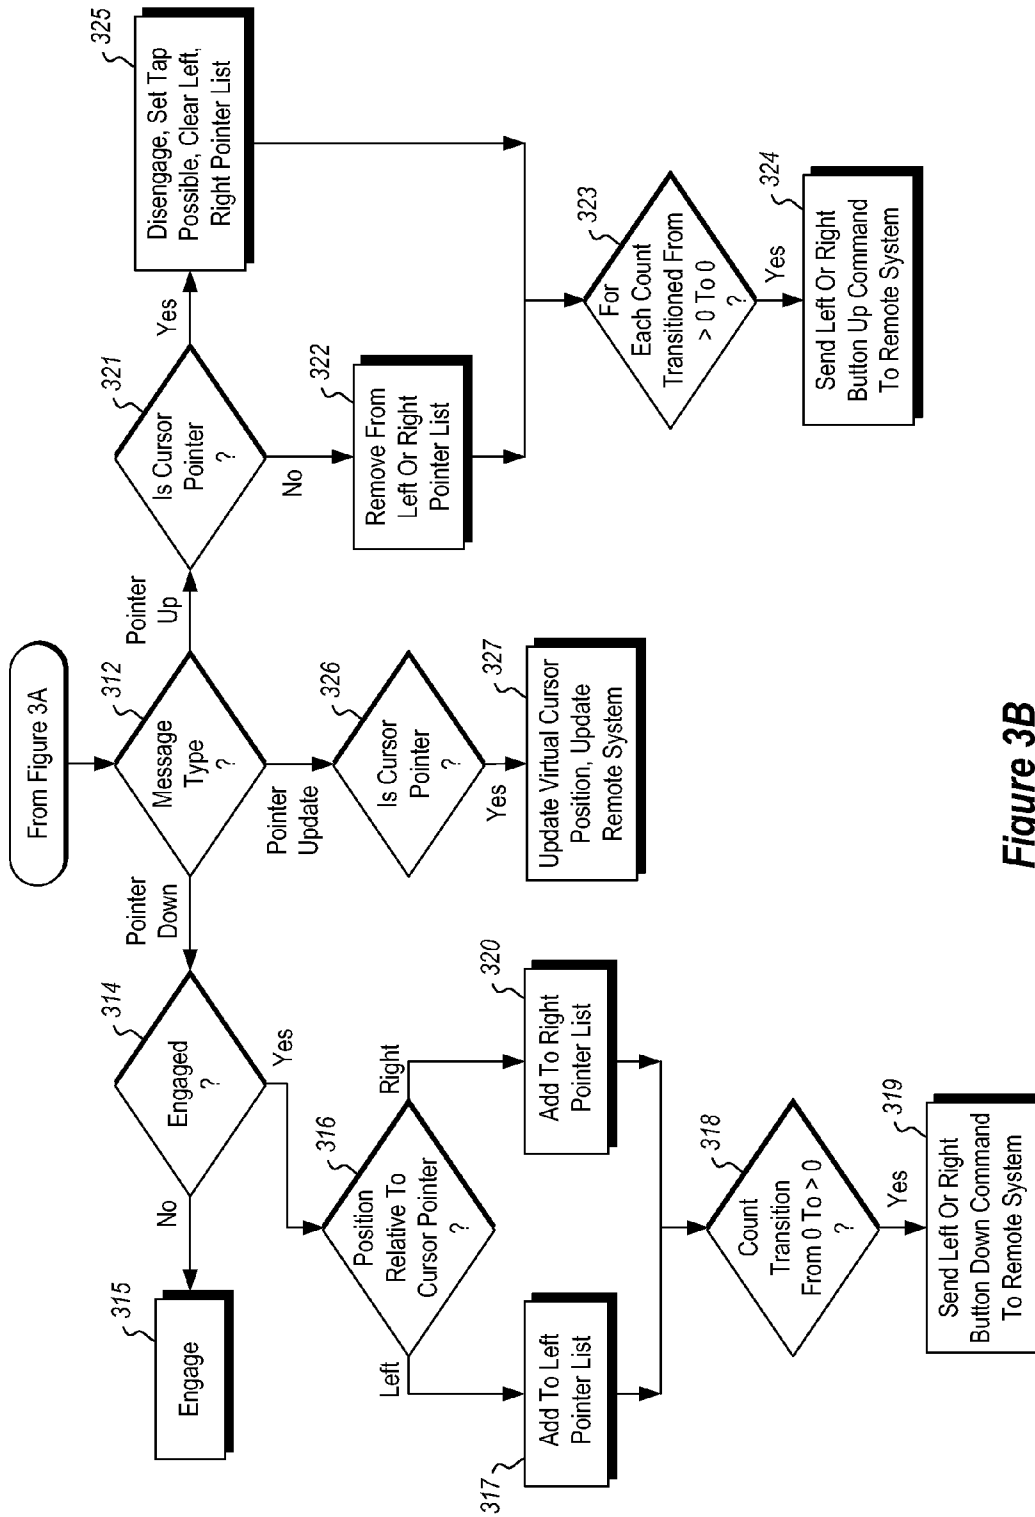 From Figure 3A
312
Message
Type
?
Pointer
Down
Pointer
Update
Pointer
Up
314
Engaged
?
No
Yes
315
Engage
316
Position
Relative To
Cursor Pointer
?
Left
Right
317
Add To Left
Pointer List
320
Add To Right
Pointer List
318
Count
Transition
From 0 To > 0
?
Yes
319
Send Left Or Right
Button Down Command
To Remote System
326
Is Cursor
Pointer
?
Yes
327
Update Virtual Cursor
Position, Update
Remote System
321
Is Cursor
Pointer
?
Yes
No
325
Disengage, Set Tap
Possible, Clear Left,
Right Pointer List
322
Remove From
Left Or Right
Pointer List
323
For
Each Count
Transitioned From
> 0 To 0
?
Yes
324
Send Left Or Right
Button Up Command
To Remote System
Figure 3B